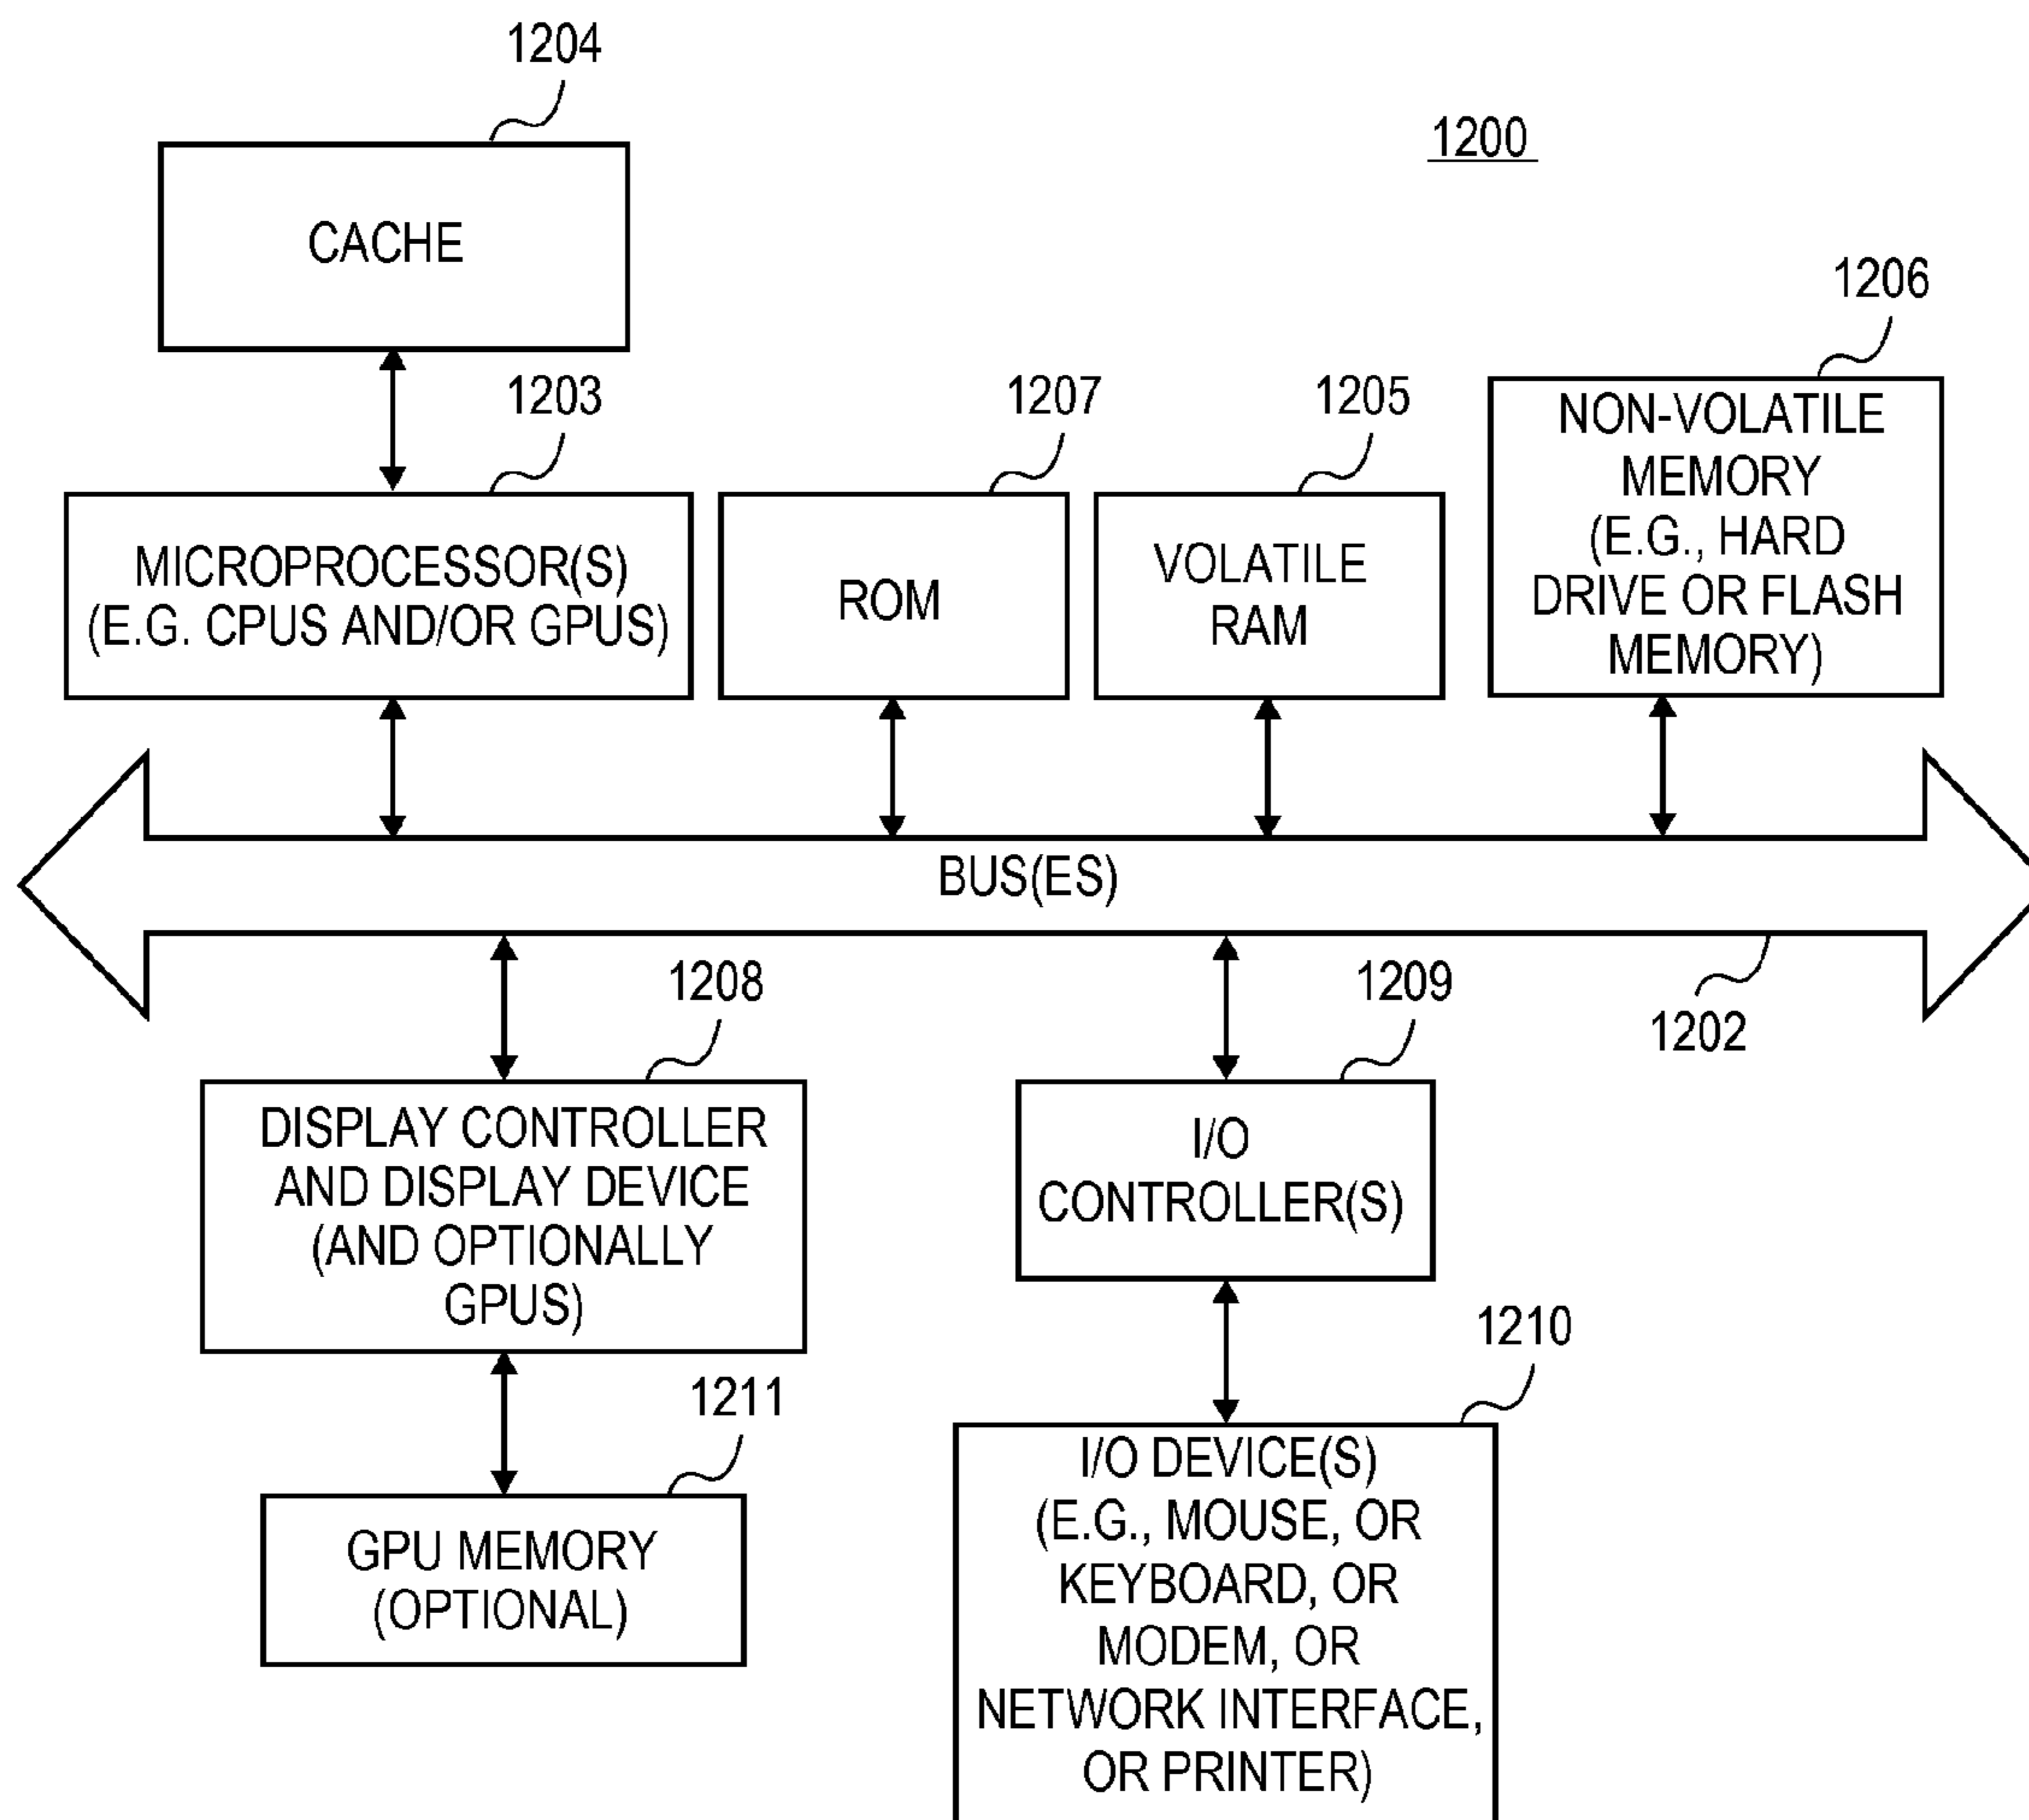 1204
1200
CACHE
1206
1203
1207
1205
NON-VOLATILE
MEMORY
(E.G., HARD
DRIVE OR FLASH
MEMORY)
MICROPROCESSOR(S)
(E.G. CPUS AND/OR GPUS)
ROM
VOLATILE
RAM
BUS(ES)
1208
1209
1202
DISPLAY CONTROLLER
AND DISPLAY DEVICE
(AND OPTIONALLY
GPUS)
I/O
CONTROLLER(S)
1211
1210
GPU MEMORY
(OPTIONAL)
I/O DEVICE(S)
(E.G., MOUSE, OR
KEYBOARD, OR
MODEM, OR
NETWORK INTERFACE,
OR PRINTER)